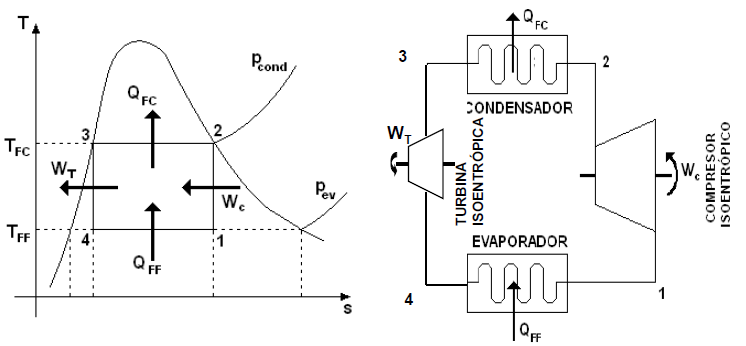 T
p_cond
Q_FC
3
2
T_FC
W_T
W_c
p_ev
T_FF
4
1
Q_FF
s
Q_FC
3
2
CONDENSADOR
W_T
TURBINA
ISOENTRÓPICA
W_c
COMPRESOR
ISOENTRÓPICO
EVAPORADOR
4
1
Q_FF